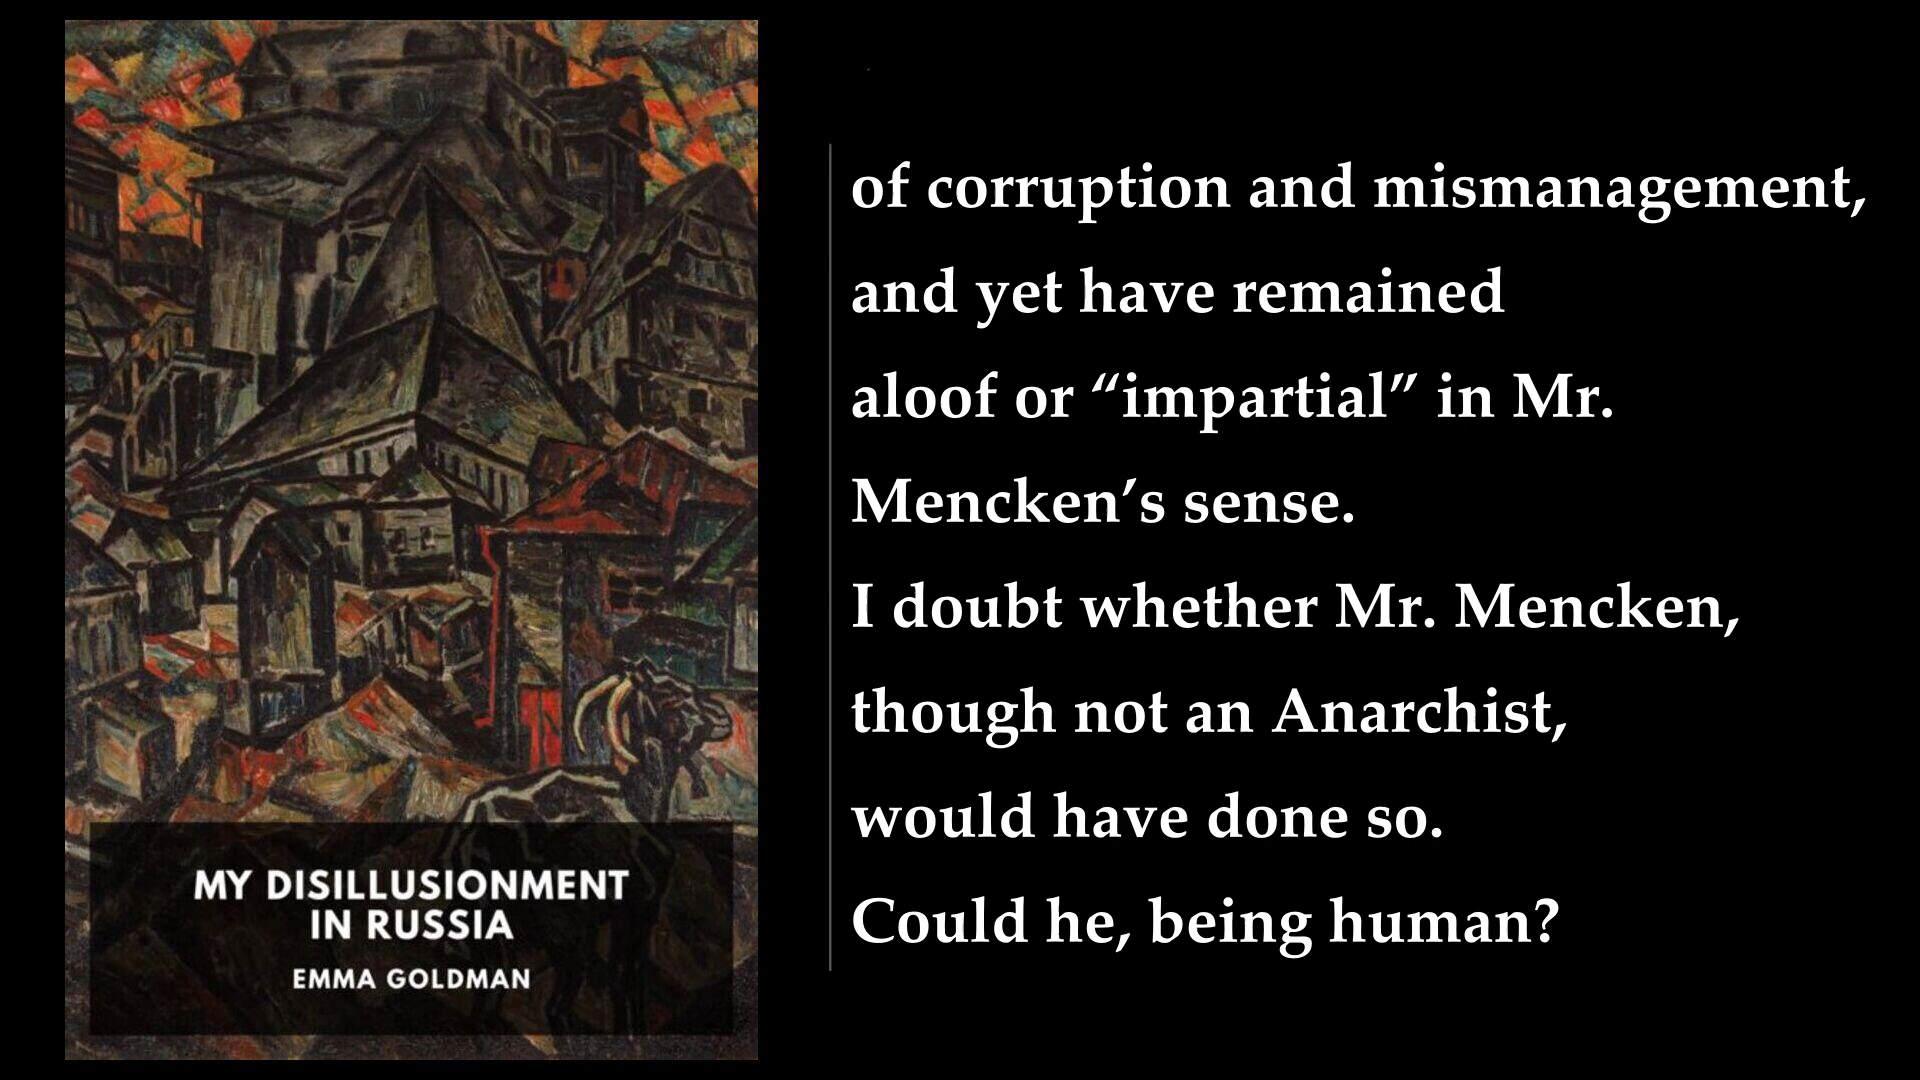 MY DISILLUSIONMENT
IN RUSSIA
EMMA GOLDMAN
of corruption and mismanagement,
and yet have remained
aloof or “impartial” in Mr.
Mencken’s sense.
I doubt whether Mr. Mencken,
though not an Anarchist,
would have done so.
Could he, being human?